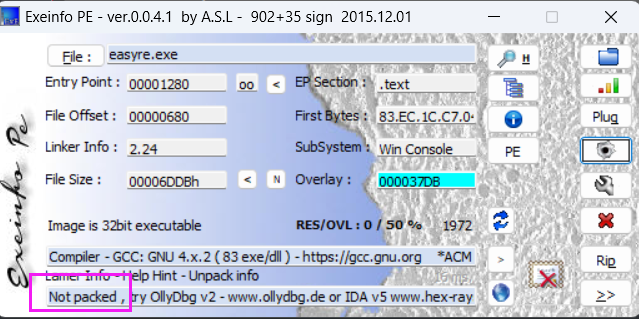 Exeinfo PE - ver.0.0.4.1 by A.S.L - 902+35 sign 2015.12.01
Exeinfo Pe
File : easyre.exe H
Entry Point : 00001280 oo < EP Section : .text
File Offset : 00000680 First Bytes : 83.EC.1C.C7.04 Plug
Linker Info : 2.24 SubSystem : Win Console PE
File Size : 00006DDBh < N Overlay : 000037DB
Image is 32bit executable RES/OVL : 0 / 50 % 1972
Compiler - GCC: GNU 4.x.2 ( 83 exe/dll ) - https://gcc.gnu.org *ACM > Rip
Lamer Info - Help Hint - Unpack info ms.
Not packed , try OllyDbg v2 - www.ollydbg.de or IDA v5 www.hex-ray >>